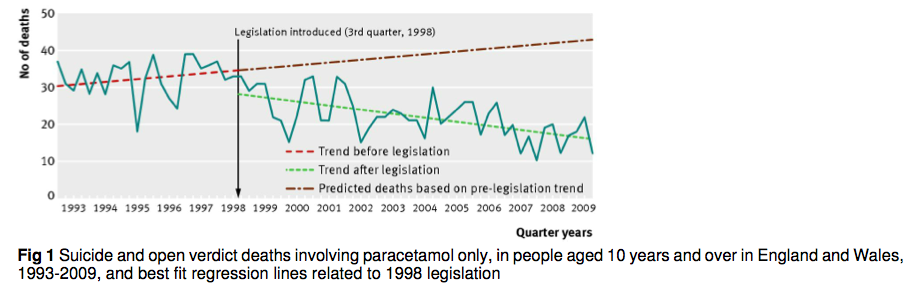 No of deaths
50
40
30
20
10
0
Legislation introduced (3rd quarter, 1998)
Trend before legislation
Trend after legislation
Predicted deaths based on pre-legislation trend
1993 1994 1995 1996 1997 1998 1999 2000 2001 2002 2003 2004 2005 2006 2007 2008 2009
Quarter years
Fig 1 Suicide and open verdict deaths involving paracetamol only, in people aged 10 years and over in England and Wales,
1993-2009, and best fit regression lines related to 1998 legislation